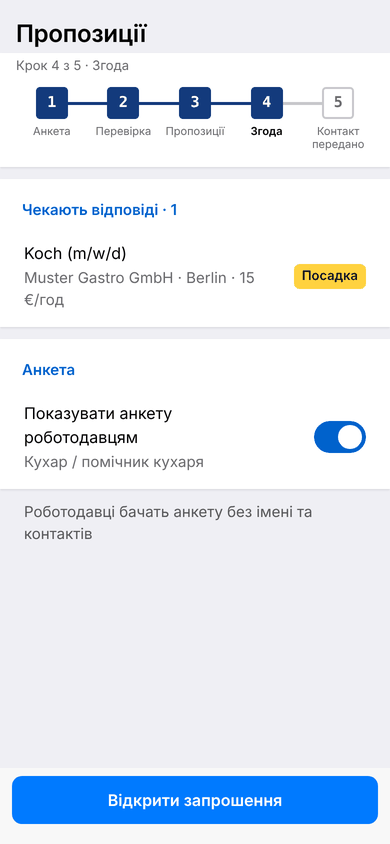 Пропозиції
Крок 4 з 5 · Згода
1 2 3 4 5
Анкета Перевірка Пропозиції Згода Контакт
передано
Чекають відповіді · 1
Koch (m/w/d)
Muster Gastro GmbH · Berlin · 15
€/год
Посадка
Анкета
Показувати анкету
роботодавцям
Кухар / помічник кухаря
Роботодавці бачать анкету без імені та
контактів
Відкрити запрошення